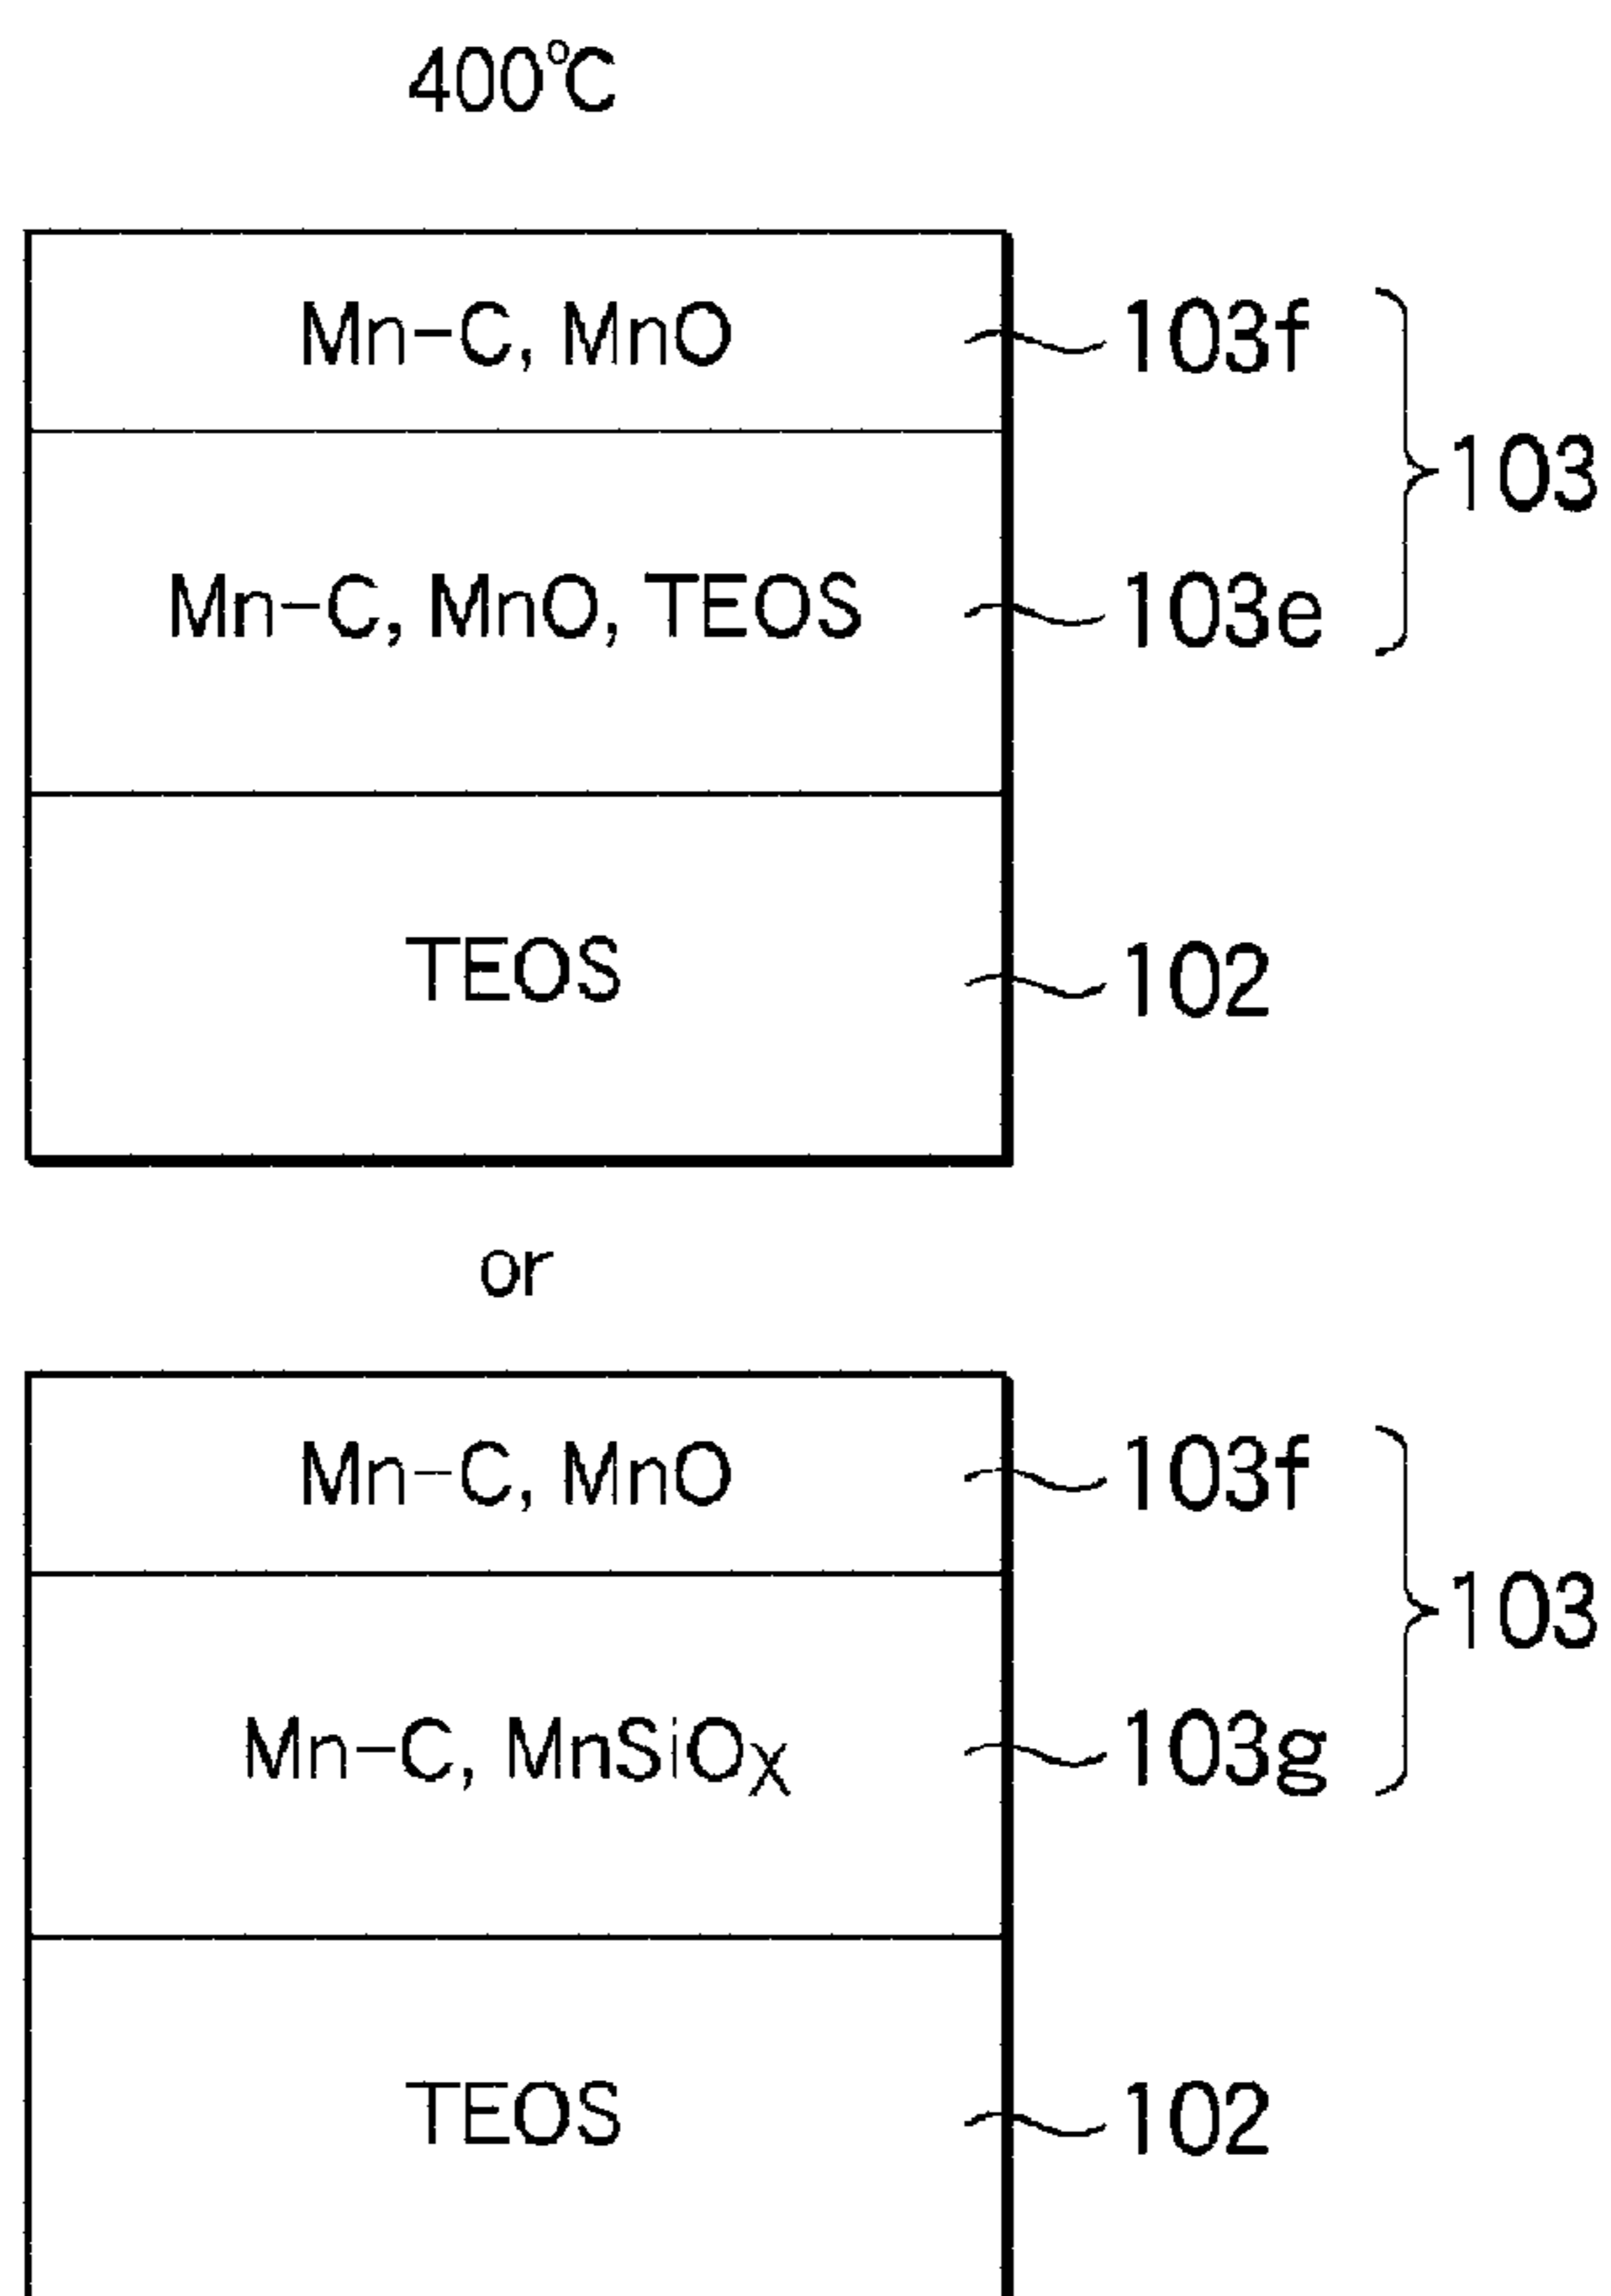 400℃
Mn-C, MnO 103f
103
Mn-C, MnO, TEOS 103e
TEOS 102
or
Mn-C, MnO 103f
103
Mn-C, MnSiOX 103g
TEOS 102